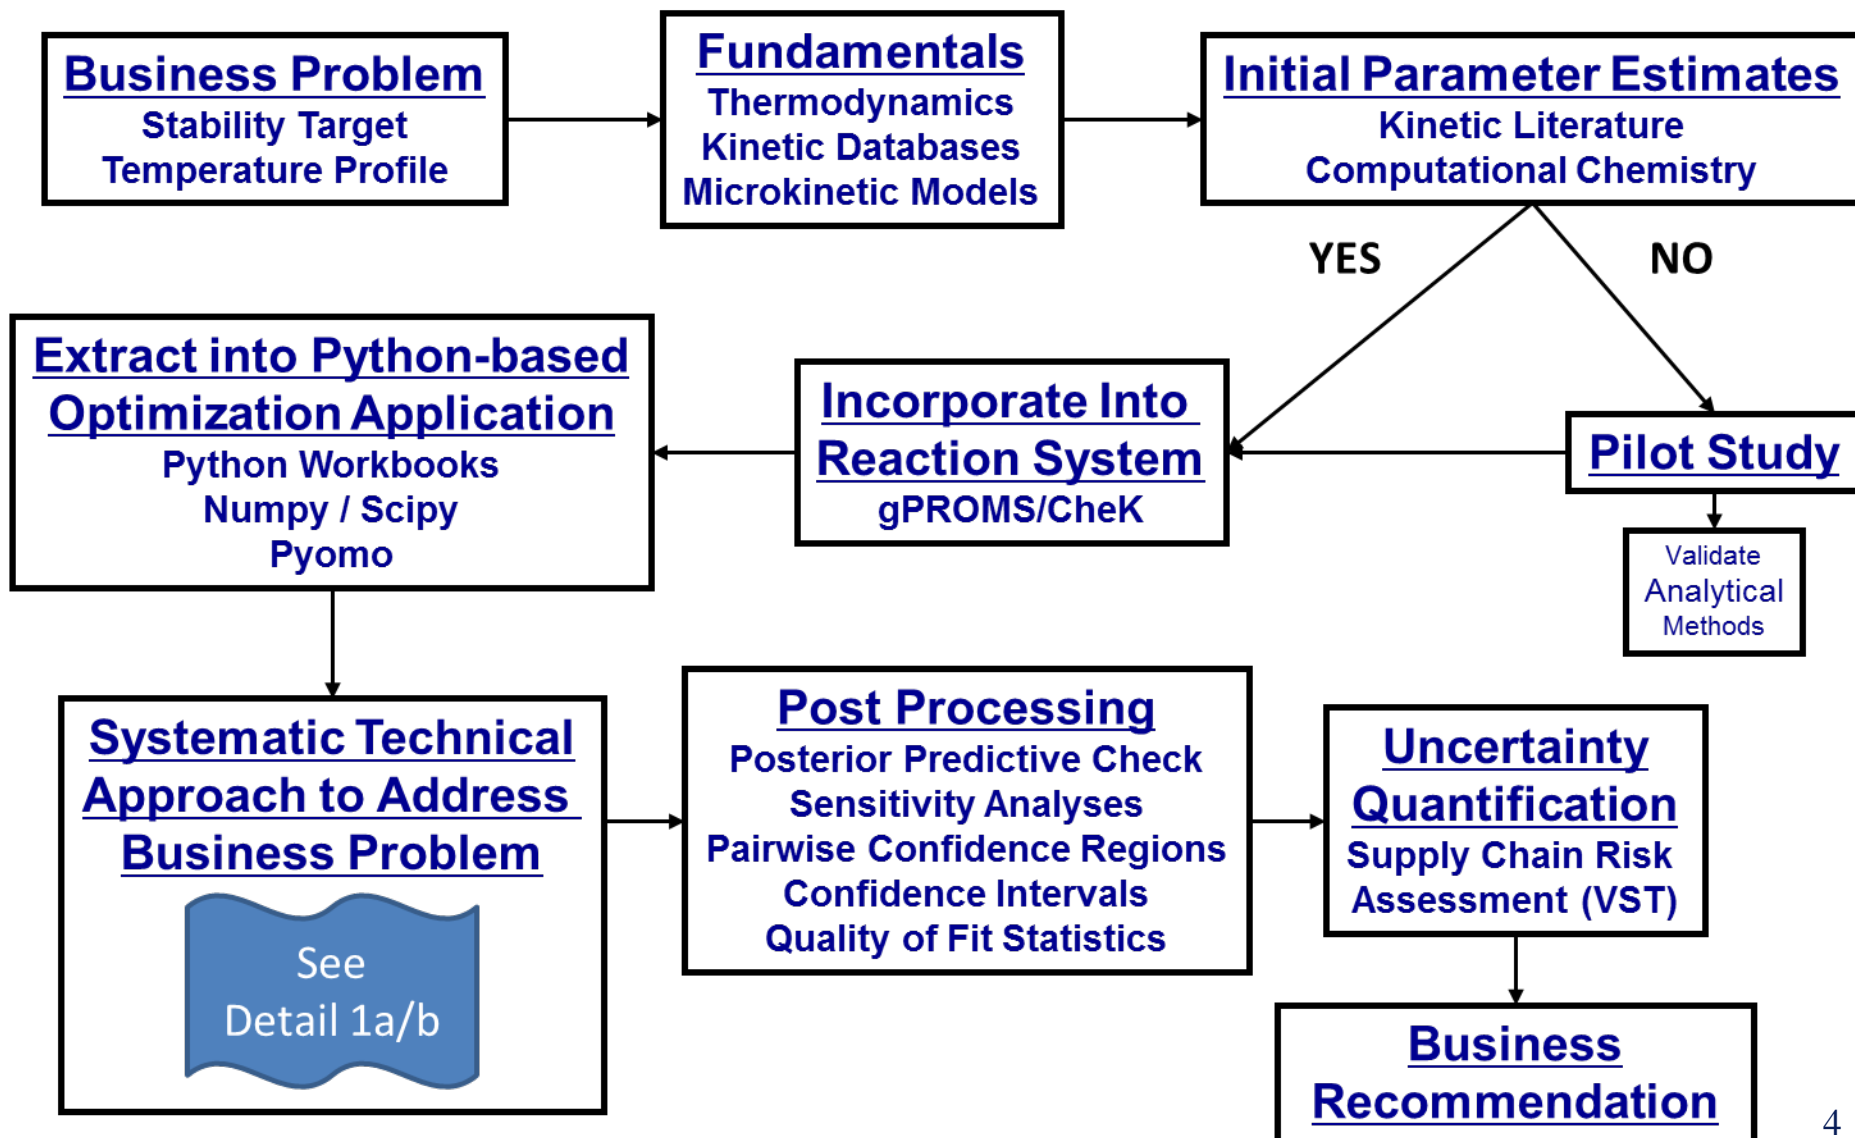 Business Problem
Stability Target
Temperature Profile
Fundamentals
Thermodynamics
Kinetic Databases
Microkinetic Models
Initial Parameter Estimates
Kinetic Literature
Computational Chemistry
YES
NO
Extract into Python-based
Optimization Application
Python Workbooks
Numpy / Scipy
Pyomo
Incorporate Into
Reaction System
gPROMS/CheK
Pilot Study
Validate
Analytical
Methods
Systematic Technical
Approach to Address
Business Problem
See
Detail 1a/b
Post Processing
Posterior Predictive Check
Sensitivity Analyses
Pairwise Confidence Regions
Confidence Intervals
Quality of Fit Statistics
Uncertainty
Quantification
Supply Chain Risk
Assessment (VST)
Business
Recommendation
4